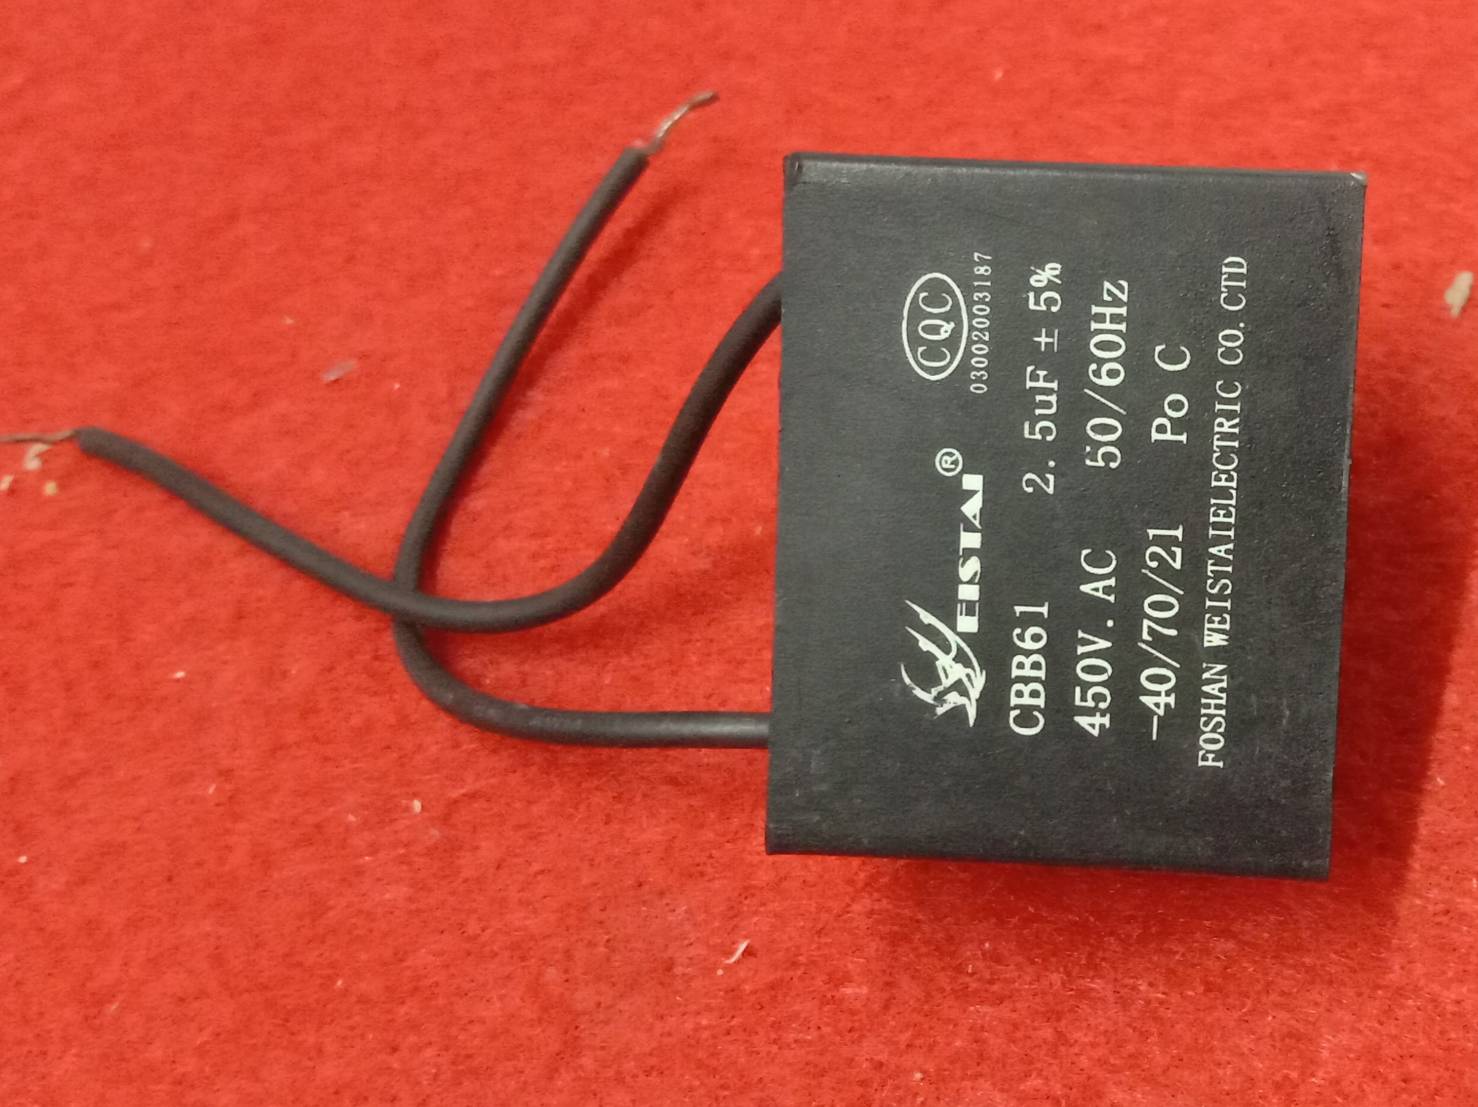 WEISTAI® CQC
03002003187
CBB61 2.5uF±5%
450V.AC 50/60Hz
-40/70/21 Po C
FOSHAN WEISTAIELECTRIC CO.CTD